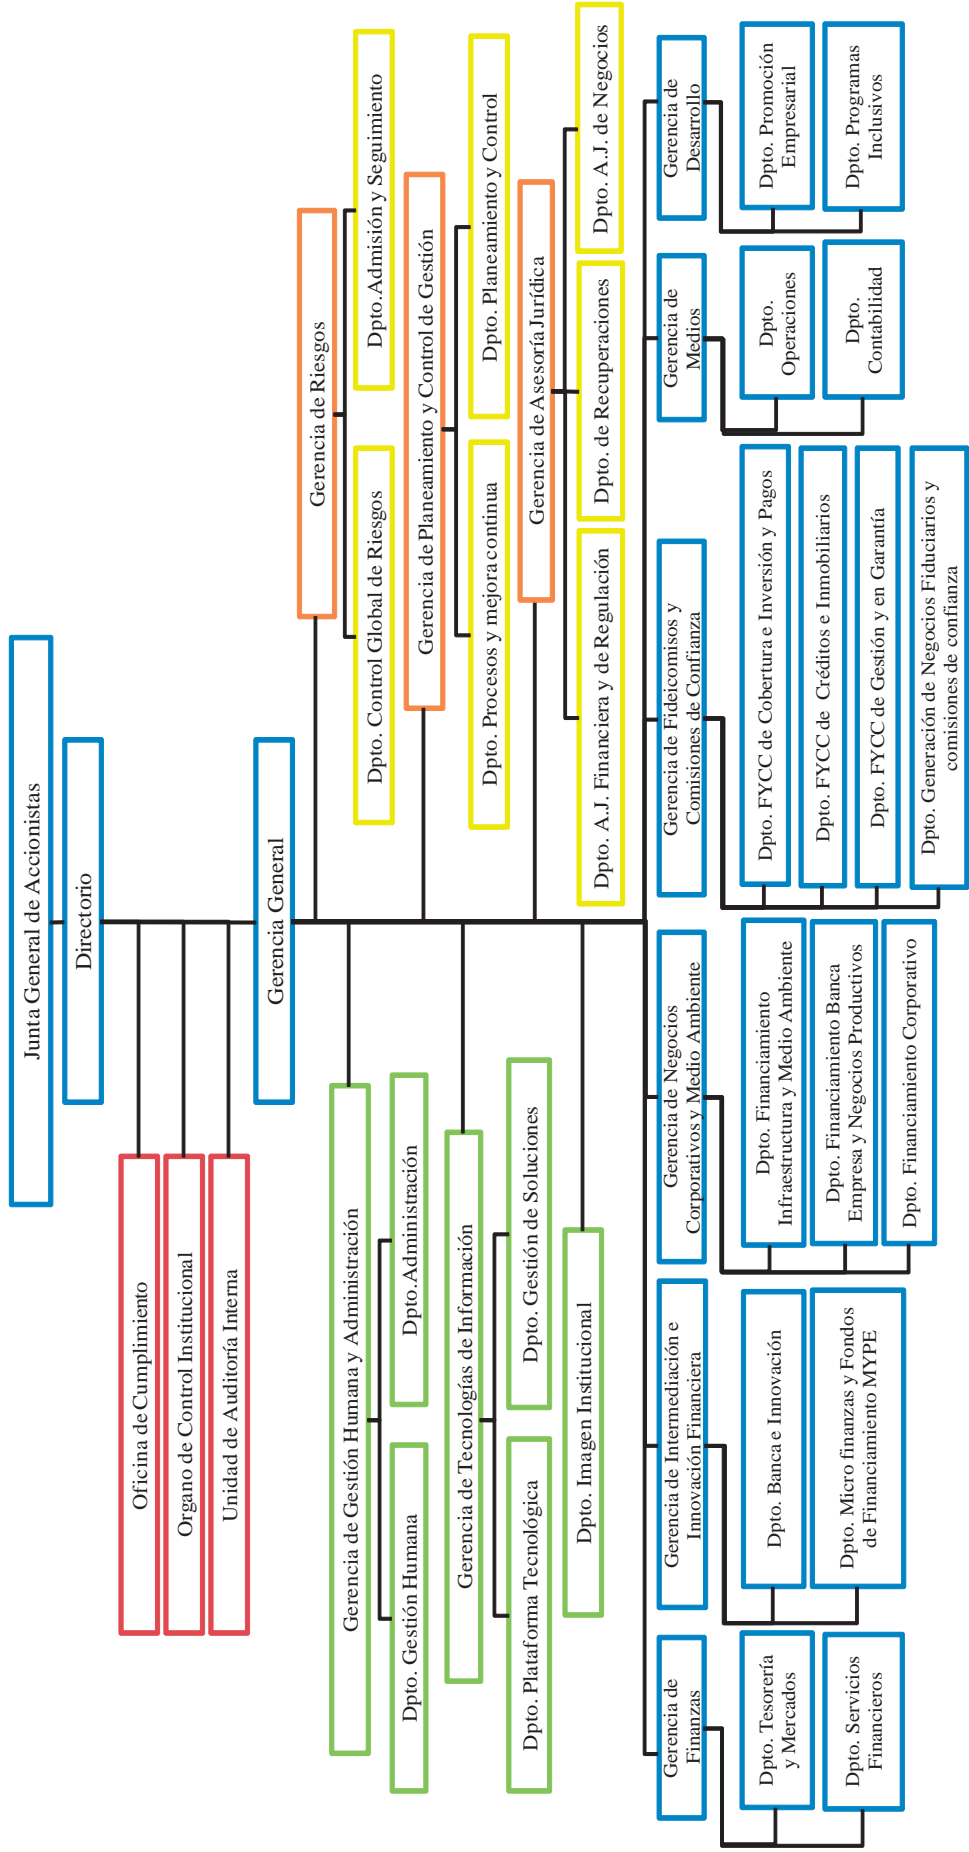 Junta General de Accionistas
Directorio
Oficina de Cumplimiento
Organo de Control Institucional
Unidad de Auditoría Interna
Gerencia General
Gerencia de Riesgos
Dpto. Control Global de Riesgos
Dpto. Admisión y Seguimiento
Gerencia de Gestión Humana y Administración
Dpto. Gestión Humana
Dpto. Administración
Gerencia de Planeamiento y Control de Gestión
Dpto. Procesos y mejora continua
Dpto. Planeamiento y Control
Gerencia de Tecnologías de Información
Dpto. Plataforma Tecnológica
Dpto. Gestión de Soluciones
Gerencia de Asesoría Jurídica
Dpto. A.J. Financiera y de Regulación
Dpto. de Recuperaciones
Dpto. A.J. de Negocios
Dpto. Imagen Institucional
Gerencia de
Finanzas
Dpto. Tesorería
y Mercados
Dpto. Servicios
Financieros
Gerencia de Intermediación e
Innovación Financiera
Dpto. Banca e Innovación
Dpto. Micro finanzas y Fondos
de Financiamiento MYPE
Gerencia de Negocios
Corporativos y Medio Ambiente
Dpto. Financiamiento
Infraestructura y Medio Ambiente
Dpto. Financiamiento Banca
Empresa y Negocios Productivos
Dpto. Financiamiento Corporativo
Gerencia de Fideicomisos y
Comisiones de Confianza
Dpto. FYCC de Cobertura e Inversión y Pagos
Dpto. FYCC de Créditos e Inmobiliarios
Dpto. FYCC de Gestión y en Garantía
Dpto. Generación de Negocios Fiduciarios y
comisiones de confianza
Gerencia de
Medios
Dpto.
Operaciones
Dpto.
Contabilidad
Gerencia de
Desarrollo
Dpto. Promoción
Empresarial
Dpto. Programas
Inclusivos